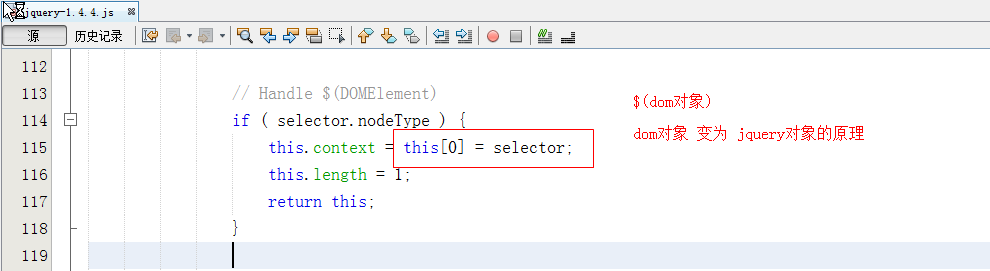 jquery-1.4.4.js
源 历史记录
112
113 // Handle $(DOMElement)
$(dom对象)
114 if ( selector.nodeType ) {
dom对象 变为 jquery对象的原理
115 this.context = this[0] = selector;
116 this.length = 1;
117 return this;
118 }
119